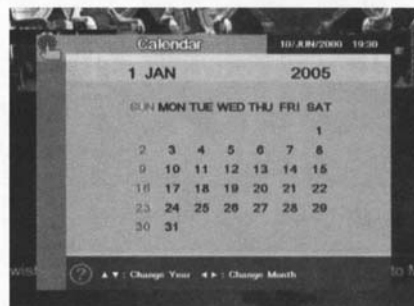 Calendar 10/JUN/2000 19:30
1 JAN 2005
SUN MON TUE WED THU FRI SAT
1
2 3 4 5 6 7 8
9 10 11 12 13 14 15
16 17 18 19 20 21 22
23 24 25 26 27 28 29
30 31
? ▲▼: Change Year ◀▶: Change Month